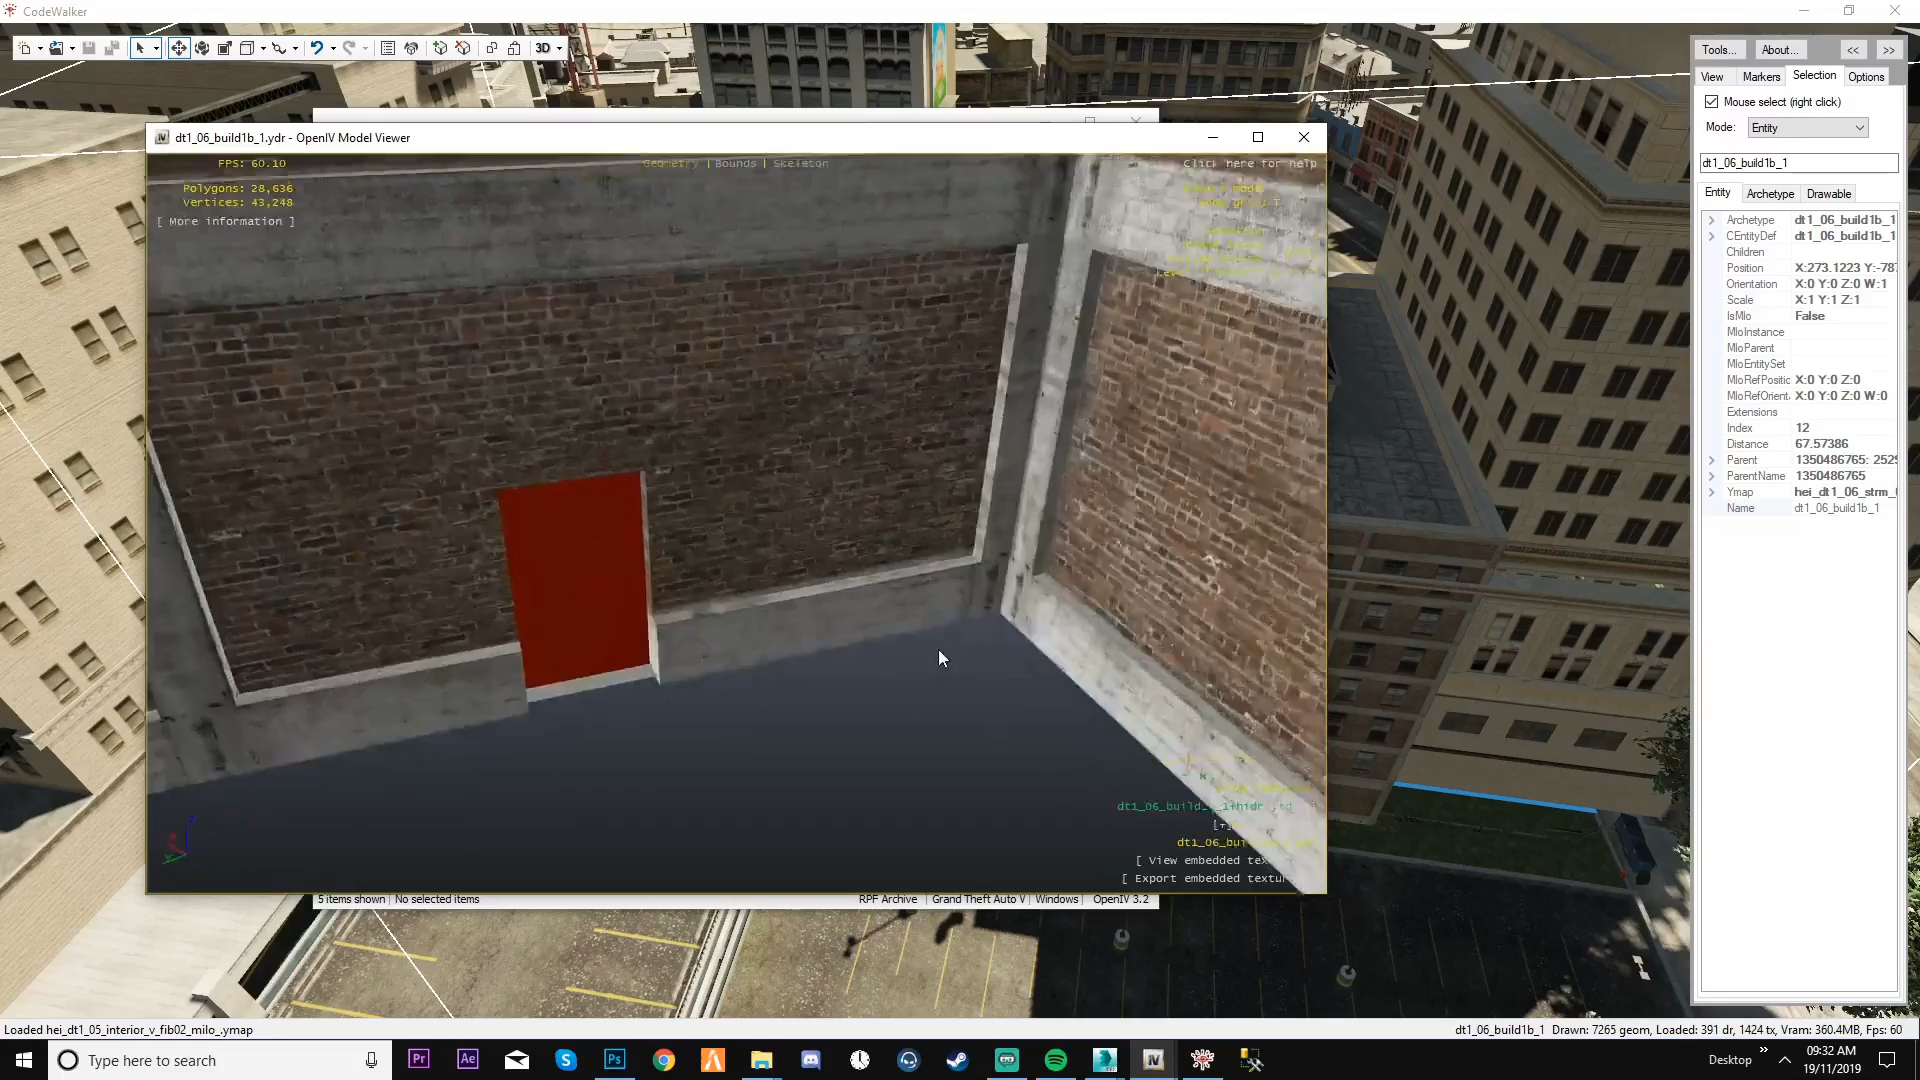 CodeWalker
3D
Tools...
About...
<<
>>
View
Markers
Selection
Options
Mouse select (right click)
Mode:
Entity
dt1_06_build1b_1
Entity
Archetype
Drawable
Archetype dt1_06_build1b_1
CEntityDef dt1_06_build1b_1
Children
Position X:273.1223 Y:-787
Orientation X:0 Y:0 Z:0 W:1
Scale X:1 Y:1 Z:1
IsMlo False
MloInstance
MloParent
MloEntitySet
MloRefPositic X:0 Y:0 Z:0
MloRefOrient X:0 Y:0 Z:0 W:0
Extensions
Index 12
Distance 67.57386
Parent 1350486765: 2529
ParentName 1350486765
Ymap hei_dt1_06_strm_
Name dt1_06_build1b_1
dt1_06_build1b_1.ydr - OpenIV Model Viewer
FPS: 60.10
Geometry | Bounds | Skeleton
Click here for help
Polygons: 28,636
Vertices: 43,248
[ More information ]
[ View embedded
[ Export embedded
5 items shown
No selected items
RPF Archive
Grand Theft Auto V
Windows
OpenIV 3.2
Loaded hei_dt1_05_interior_v_fib02_milo_.ymap
dt1_06_build1b_1 Drawn: 7265 geom, Loaded: 391 dr, 1424 tx, Vram: 360.4MB, Fps: 60
Type here to search
Pr
Ae
Ps
IV
Desktop
09:32 AM
19/11/2019